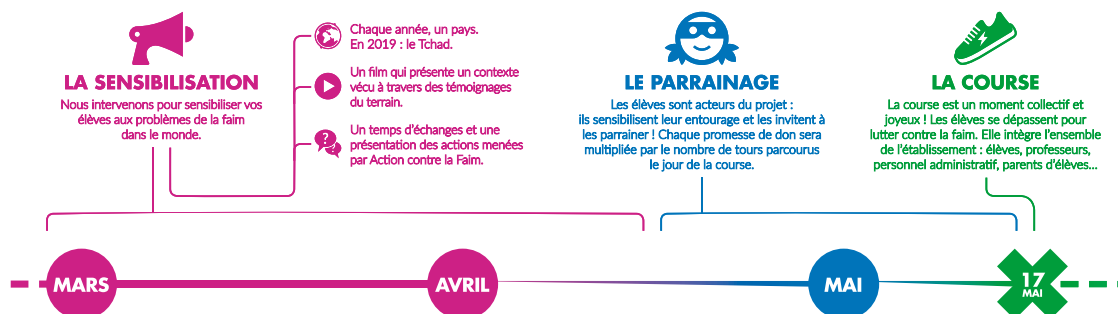 LA SENSIBILISATION
Nous intervenons pour sensibiliser vos
élèves aux problèmes de la faim
dans le monde.
Chaque année, un pays.
En 2019 : le Tchad.
Un film qui présente un contexte
vécu à travers des témoignages
du terrain.
? ?
Un temps d'échanges et une
présentation des actions menées
par Action contre la Faim.
LE PARRAINAGE
Les élèves sont acteurs du projet :
ils sensibilisent leur entourage et les invitent à
les parrainer ! Chaque promesse de don sera
multipliée par le nombre de tours parcourus
le jour de la course.
LA COURSE
La course est un moment collectif et
joyeux ! Les élèves se dépassent pour
lutter contre la faim. Elle intègre l'ensemble
de l'établissement : élèves, professeurs,
personnel administratif, parents d'élèves...
MARS
AVRIL
MAI
17
MAI